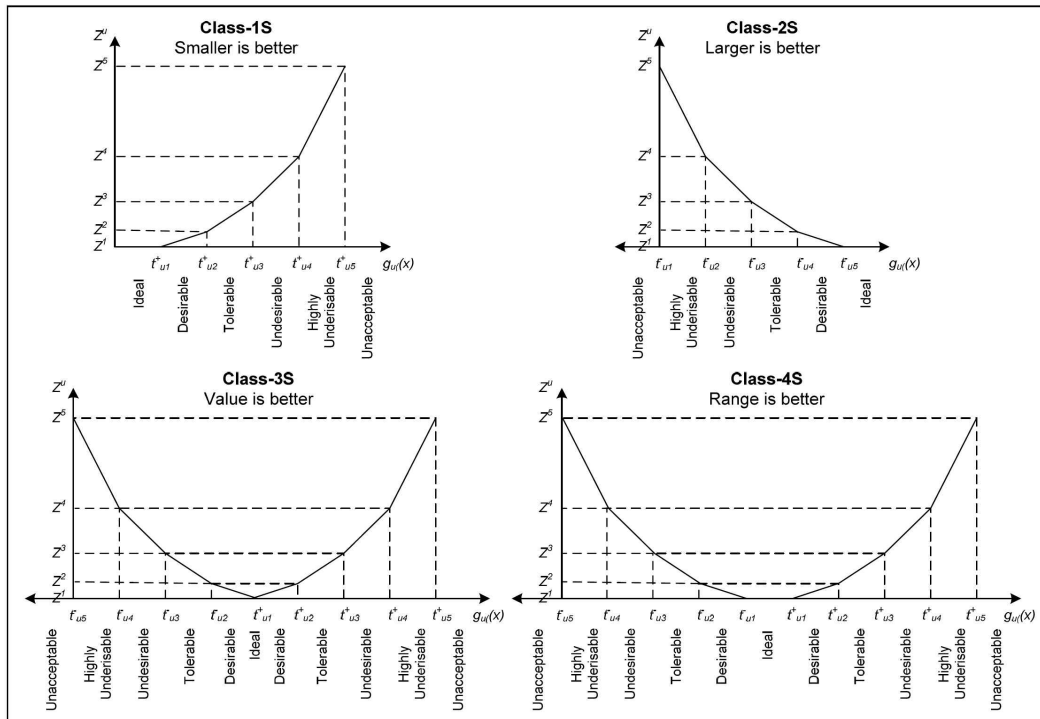 Class-1S
Smaller is better
Z^u
Z^5
Z^4
Z^3
Z^2
Z^1
t^+_u1 t^+_u2 t^+_u3 t^+_u4 t^+_u5 g_u(x)
Ideal
Desirable
Tolerable
Undesirable
Highly
Underisable
Unacceptable
Class-2S
Larger is better
Z^u
Z^5
Z^4
Z^3
Z^2
Z^1
t^-_u1 t^-_u2 t^-_u3 t^-_u4 t^-_u5 g_u(x)
Unacceptable
Highly
Underisable
Undesirable
Tolerable
Desirable
Ideal
Class-3S
Value is better
Z^u
Z^5
Z^4
Z^3
Z^2
Z^1
t^-_u5 t^-_u4 t^-_u3 t^-_u2 t^+_u1 t^+_u2 t^+_u3 t^+_u4 t^+_u5 g_u(x)
Unacceptable
Highly
Underisable
Undesirable
Tolerable
Desirable
Ideal
Desirable
Tolerable
Undesirable
Highly
Underisable
Unacceptable
Class-4S
Range is better
Z^u
Z^5
Z^4
Z^3
Z^2
Z^1
t^-_u5 t^-_u4 t^-_u3 t^-_u2 t^-_u1 t^+_u1 t^+_u2 t^+_u3 t^+_u4 t^+_u5 g_u(x)
Unacceptable
Highly
Underisable
Undesirable
Tolerable
Desirable
Ideal
Desirable
Tolerable
Undesirable
Highly
Underisable
Unacceptable